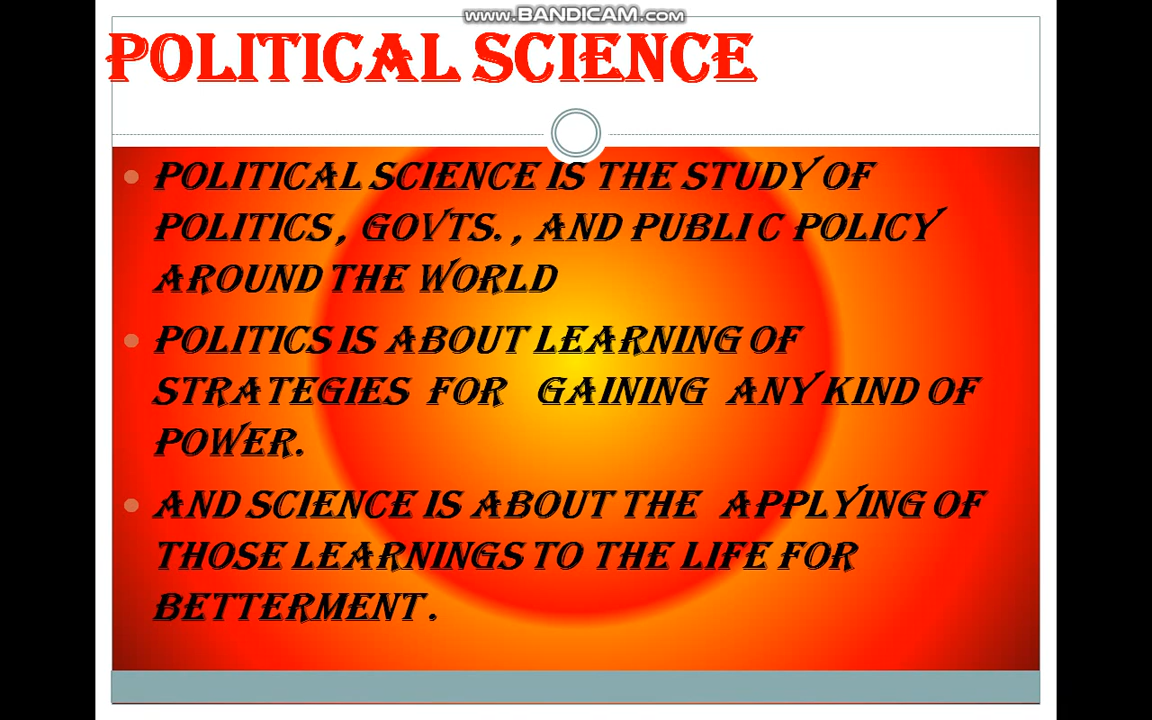 www.BANDICAM.com
POLITICAL SCIENCE
POLITICAL SCIENCE IS THE STUDY OF
POLITICS , GOVTS. , AND PUBLI C POLICY
AROUND THE WORLD
POLITICS IS ABOUT LEARNING OF
STRATEGIES FOR GAINING ANY KIND OF
POWER.
AND SCIENCE IS ABOUT THE APPLYING OF
THOSE LEARNINGS TO THE LIFE FOR
BETTERMENT .